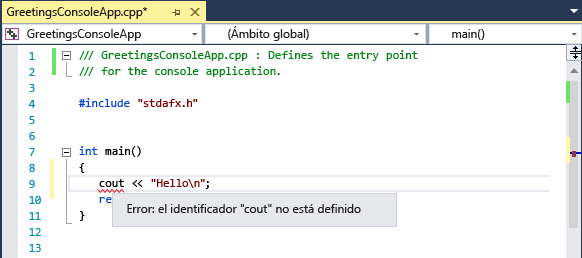 GreetingsConsoleApp.cpp*
GreetingsConsoleApp (Ámbito global) main()
1 /// GreetingsConsoleApp.cpp : Defines the entry point
2 /// for the console application.
3
4 #include "stdafx.h"
5
6
7 int main()
8 {
9 cout << "Hello\n";
10 re
Error: el identificador "cout" no está definido
11 }
12
13